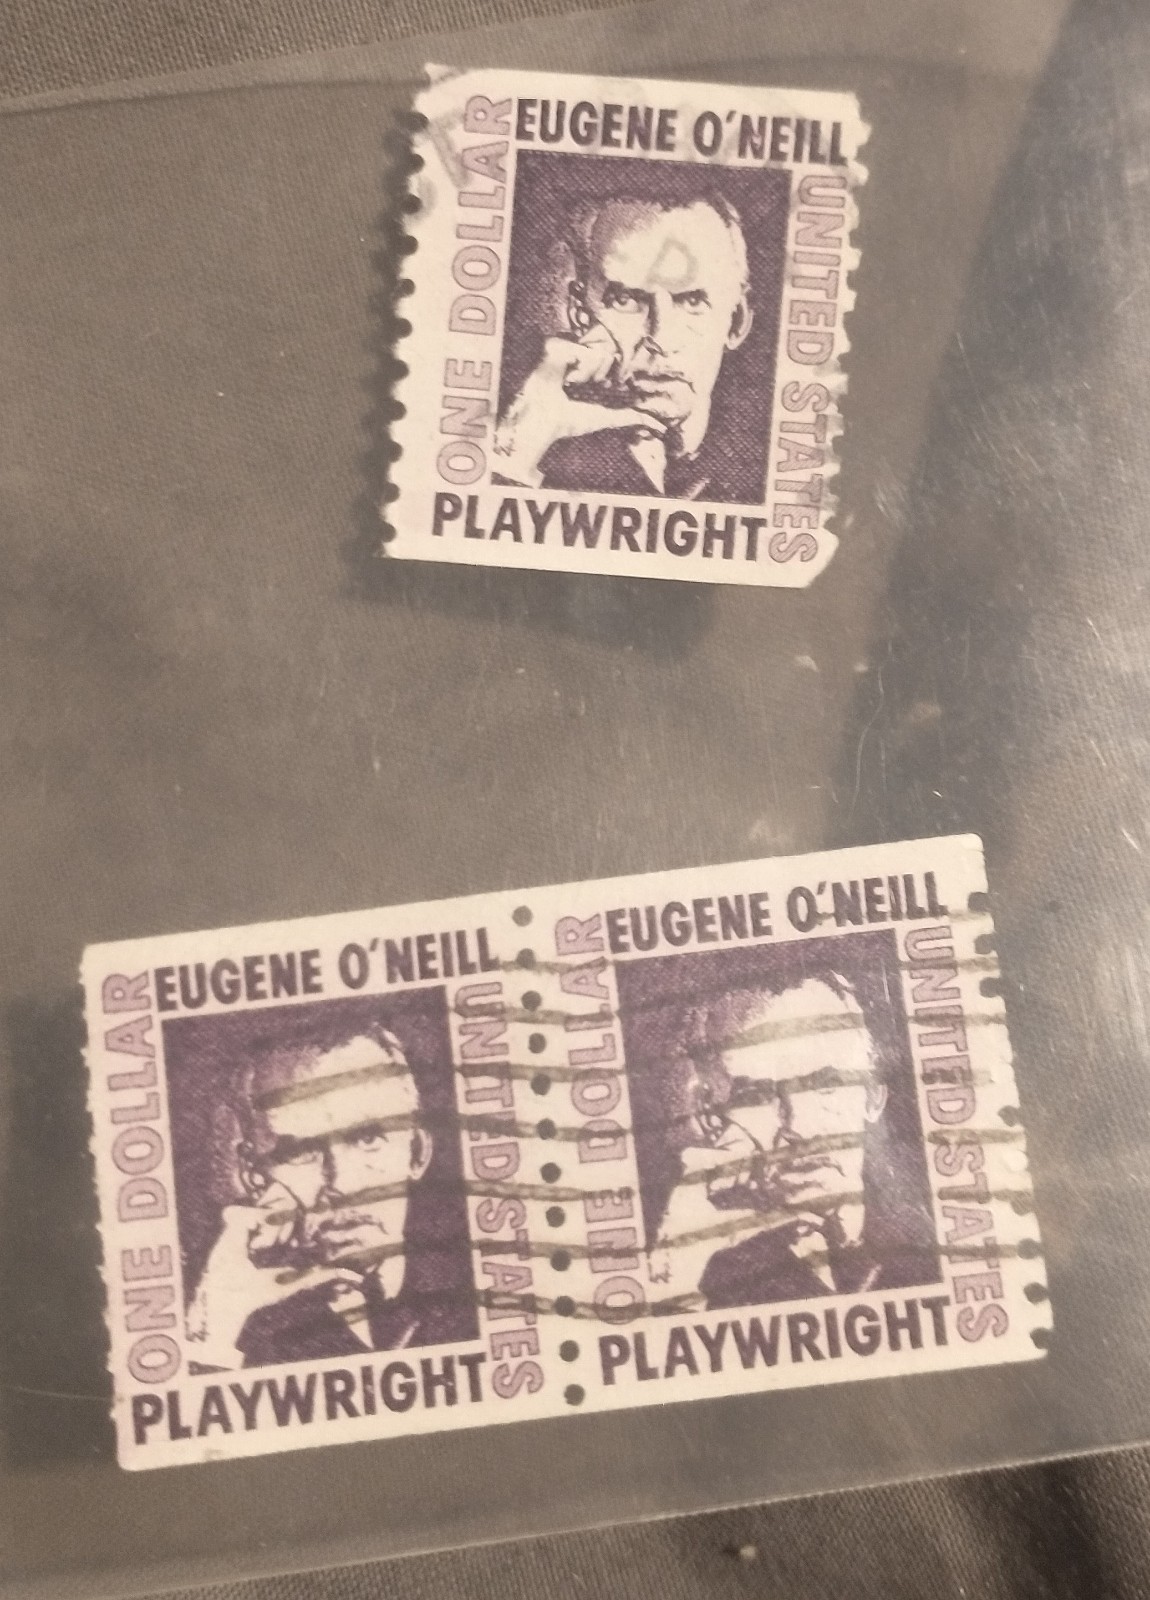 EUGENE O'NEILL
ONE DOLLAR
UNITED STATES
PLAYWRIGHT
EUGENE O'NEILL
ONE DOLLAR
UNITED STATES
PLAYWRIGHT
EUGENE O'NEILL
ONE DOLLAR
UNITED STATES
PLAYWRIGHT